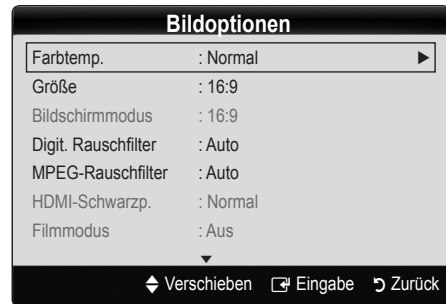 Bildoptionen
Farbtemp. : Normal ▶
Größe : 16:9
Bildschirmmodus : 16:9
Digit. Rauschfilter : Auto
MPEG-Rauschfilter : Auto
HDMI-Schwarzp. : Normal
Filmmodus : Aus
Verschieben Eingabe Zurück